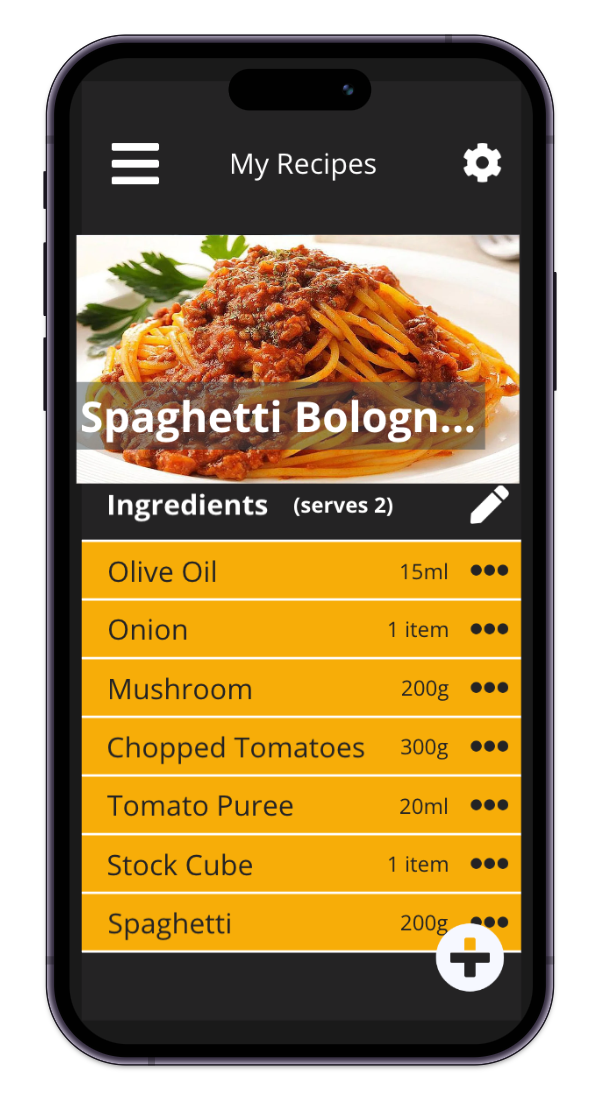 My Recipes
Spaghetti Bologn...
Ingredients (serves 2)
Olive Oil 15ml
Onion 1 item
Mushroom 200g
Chopped Tomatoes 300g
Tomato Puree 20ml
Stock Cube 1 item
Spaghetti 200g